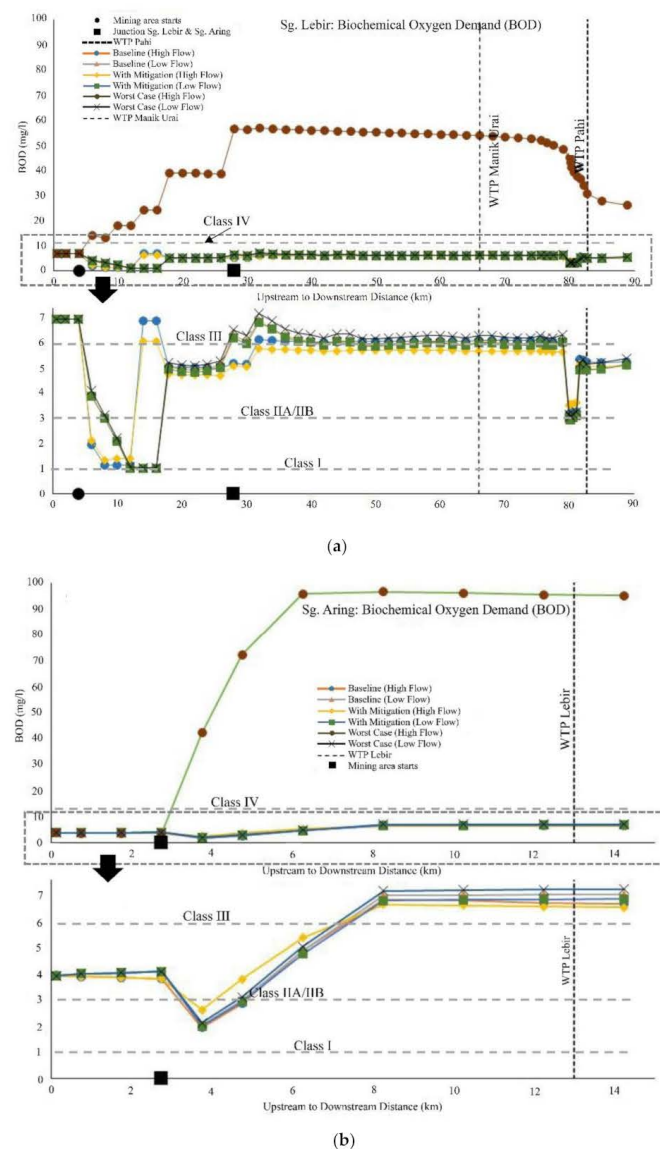 Mining area starts
Junction Sg. Lebir & Sg. Aring
WTP Pahi
Baseline (High Flow)
Baseline (Low Flow)
With Mitigation (High Flow)
With Mitigation (Low Flow)
Worst Case (High Flow)
Worst Case (Low Flow)
WTP Manik Urai
Sg. Lebir: Biochemical Oxygen Demand (BOD)
BOD (mg/l)
100
90
80
70
60
50
40
30
20
10
0
WTP Manik Urai
WTP Pahi
Class IV
0 10 20 30 40 50 60 70 80 90
Upstream to Downstream Distance (km)
7
6
5
4
3
2
1
0
Class III
Class IIA/IIB
Class I
0 10 20 30 40 50 60 70 80 90
Upstream to Downstream Distance (km)
(a)
100
90
80
70
60
50
40
30
20
10
0
BOD (mg/l)
Sg. Aring: Biochemical Oxygen Demand (BOD)
Baseline (High Flow)
Baseline (Low Flow)
With Mitigation (High Flow)
With Mitigation (Low Flow)
Worst Case (High Flow)
Worst Case (Low Flow)
WTP Lebir
Mining area starts
WTP Lebir
Class IV
0 2 4 6 8 10 12 14
Upstream to Downstream Distance (km)
7
6
5
4
3
2
1
0
Class III
Class IIA/IIB
Class I
WTP Lebir
0 2 4 6 8 10 12 14
Upstream to Downstream Distance (km)
(b)